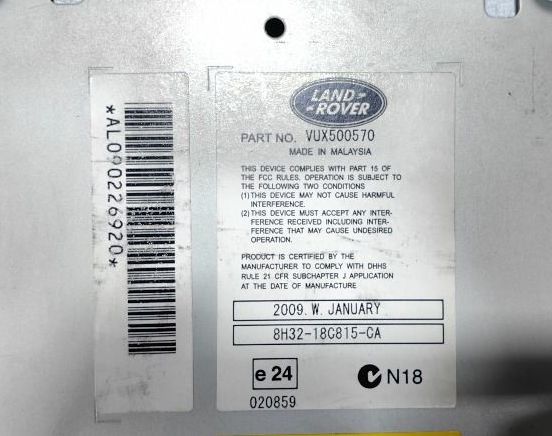 *AL090226920*
LAND-
-ROVER
PART NO. VUX500570
MADE IN MALAYSIA
THIS DEVICE COMPLIES WITH PART 15 OF
THE FCC RULES. OPERATION IS SUBJECT TO
THE FOLLOWING TWO CONDITIONS
(1) THIS DEVICE MAY NOT CAUSE HARMFUL
INTERFERENCE.
(2) THIS DEVICE MUST ACCEPT ANY INTER-
FERENCE RECEIVED INCLUDING INTER-
FERENCE THAT MAY CAUSE UNDESIRED
OPERATION.
PRODUCT IS CERTIFIED BY THE
MANUFACTURER TO COMPLY WITH DHHS
RULE 21 CFR SUBCHAPTER J APPLICATION
AT THE DATE OF MANUFACTURE
2009. W. JANUARY
8H32-18C815-CA
e 24
N18
020859